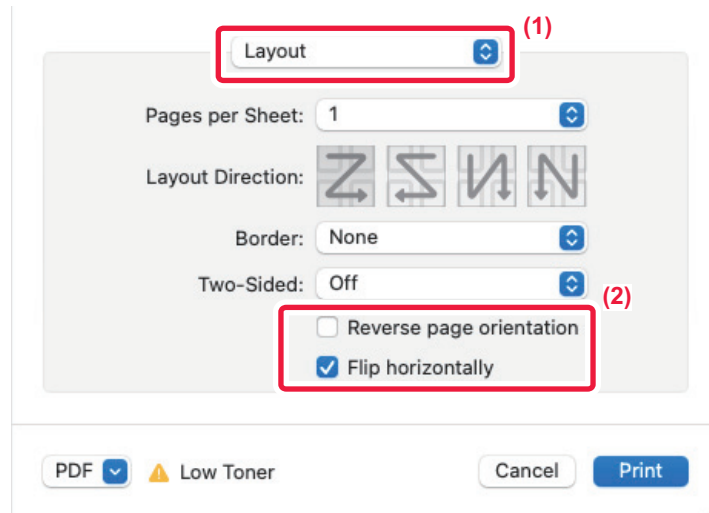 (1)
Layout
Pages per Sheet: 1
Layout Direction:
Border: None
Two-Sided: Off
(2)
Reverse page orientation
Flip horizontally
PDF Low Toner Cancel Print